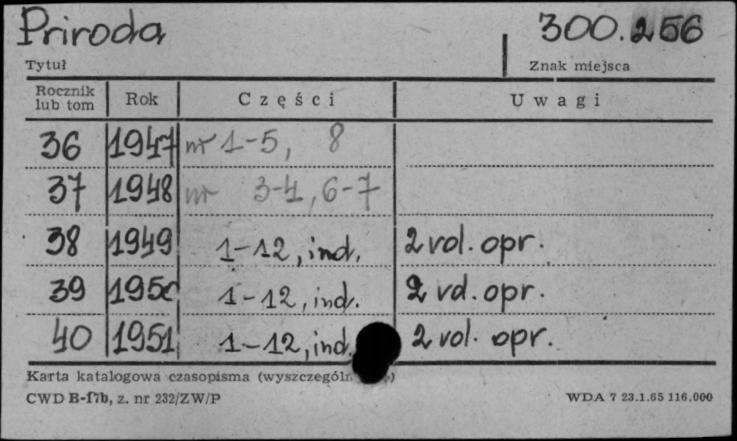 Priroda 300.256
Tytuł Znak miejsca
Rocznik lub tom Rok Części Uwagi
36 1947 nr 1-5, 8
37 1948 nr 3-4, 6-7
38 1949 1-12, ind. 2 vol. opr.
39 1950 1-12, ind. 2 vol. opr.
40 1951 1-12, ind. 2 vol. opr.
Karta katalogowa czasopisma
CWD B-17b, z. nr 232/ZW/P WDA 7 23.1.65 116.000